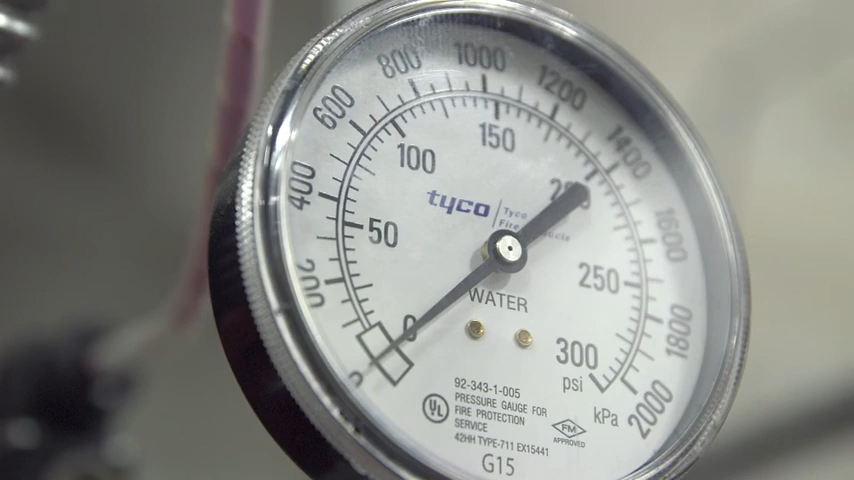 1000
800
1200
600
1400
150
100
400
tyco
Tyco
Fire
50
1600
250
WATER
0
1800
300
psi
kPa
2000
92-343-1-005
PRESSURE GAUGE FOR
FIRE PROTECTION
SERVICE
42HH TYPE-711 EX15441
UL
FM
APPROVED
G15